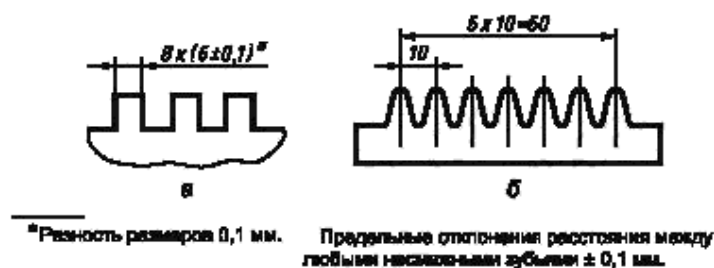 8 x (6±0,1)*
6 x 10=60
10
а
б
*Разность размеров 0,1 мм.
Предельные отклонения расстояния между
любыми несмежными зубьями ± 0,1 мм.